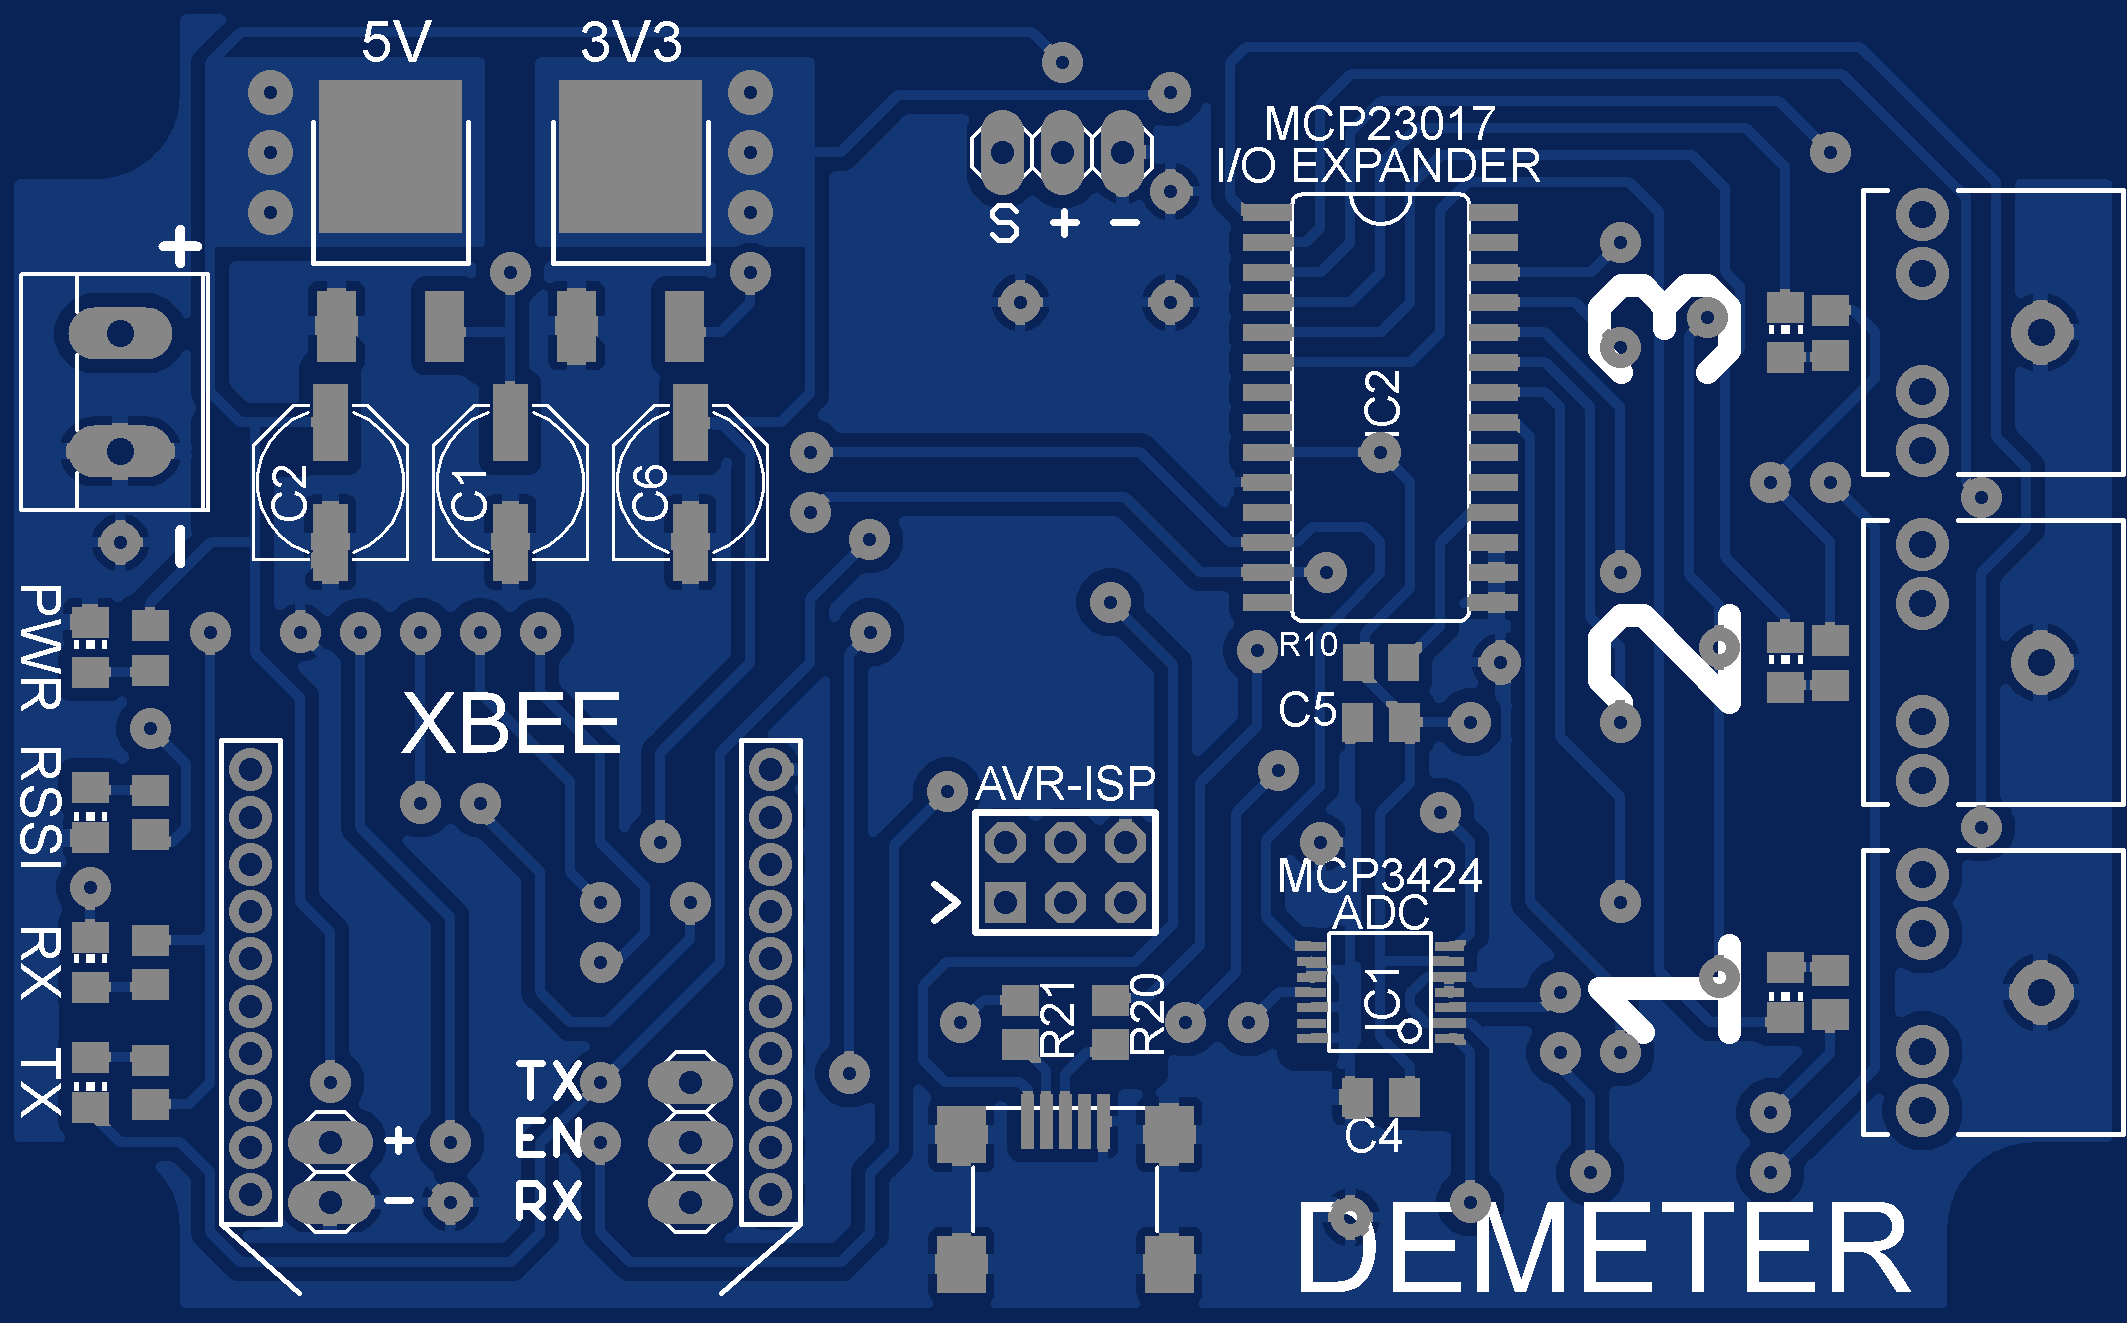 5V
3V3
MCP23017
I/O EXPANDER
+
S + -
IC2
3
C2
C1
C6
-
PWR
R10
2
C5
XBEE
RSSI
AVR-ISP
>
MCP3424
ADC
RX
IC1
1
R21
R20
TX
TX
+
EN
C4
-
RX
DEMETER